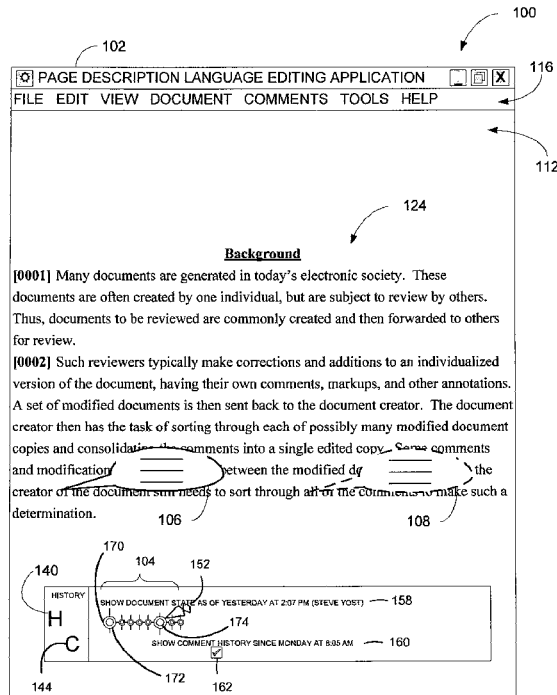 100
102
PAGE DESCRIPTION LANGUAGE EDITING APPLICATION
X
FILE EDIT VIEW DOCUMENT COMMENTS TOOLS HELP
116
112
124
Background
[0001] Many documents are generated in today's electronic society. These
documents are often created by one individual, but are subject to review by others.
Thus, documents to be reviewed are commonly created and then forwarded to others
for review.
[0002] Such reviewers typically make corrections and additions to an individualized
version of the document, having their own comments, markups, and other annotations.
A set of modified documents is then sent back to the document creator. The document
creator then has the task of sorting through each of possibly many modified document
copies and consolidating the comments into a single edited copy. Some comments
and modification between the modified do the
creator of the document still needs to sort through all of the comments to make such a
determination.
106
108
170
104
152
140
HISTORY
SHOW DOCUMENT STATE AS OF YESTERDAY AT 2:07 PM (STEVE YOST)
158
H
174
SHOW COMMENT HISTORY SINCE MONDAY AT 8:05 AM
160
C
144
172
162